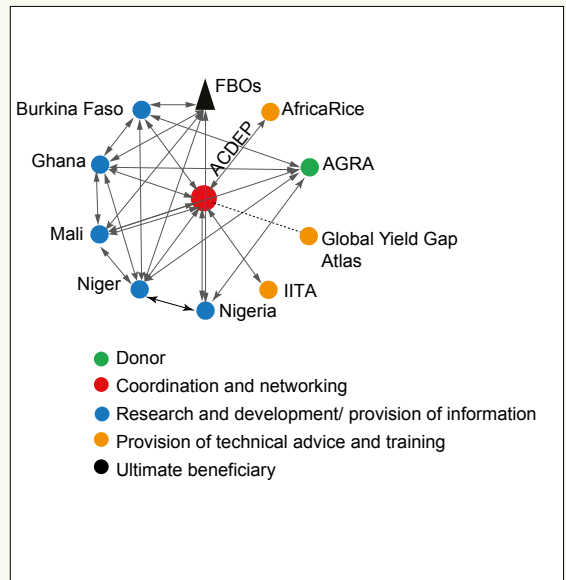 FBOs
Burkina Faso
AfricaRice
ACDEP
Ghana
AGRA
Mali
Global Yield Gap
Atlas
Niger
IITA
Nigeria
Donor
Coordination and networking
Research and development/ provision of information
Provision of technical advice and training
Ultimate beneficiary